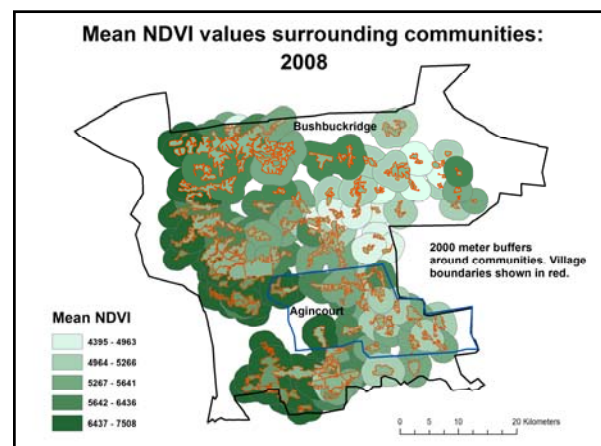 Mean NDVI values surrounding communities:
2008
Bushbuckridge
2000 meter buffers
around communities. Village
boundaries shown in red.
Agincourt
Mean NDVI
4395 - 4963
4964 - 5266
5267 - 5641
5642 - 6436
6437 - 7508
0 5 10 20 Kilometers